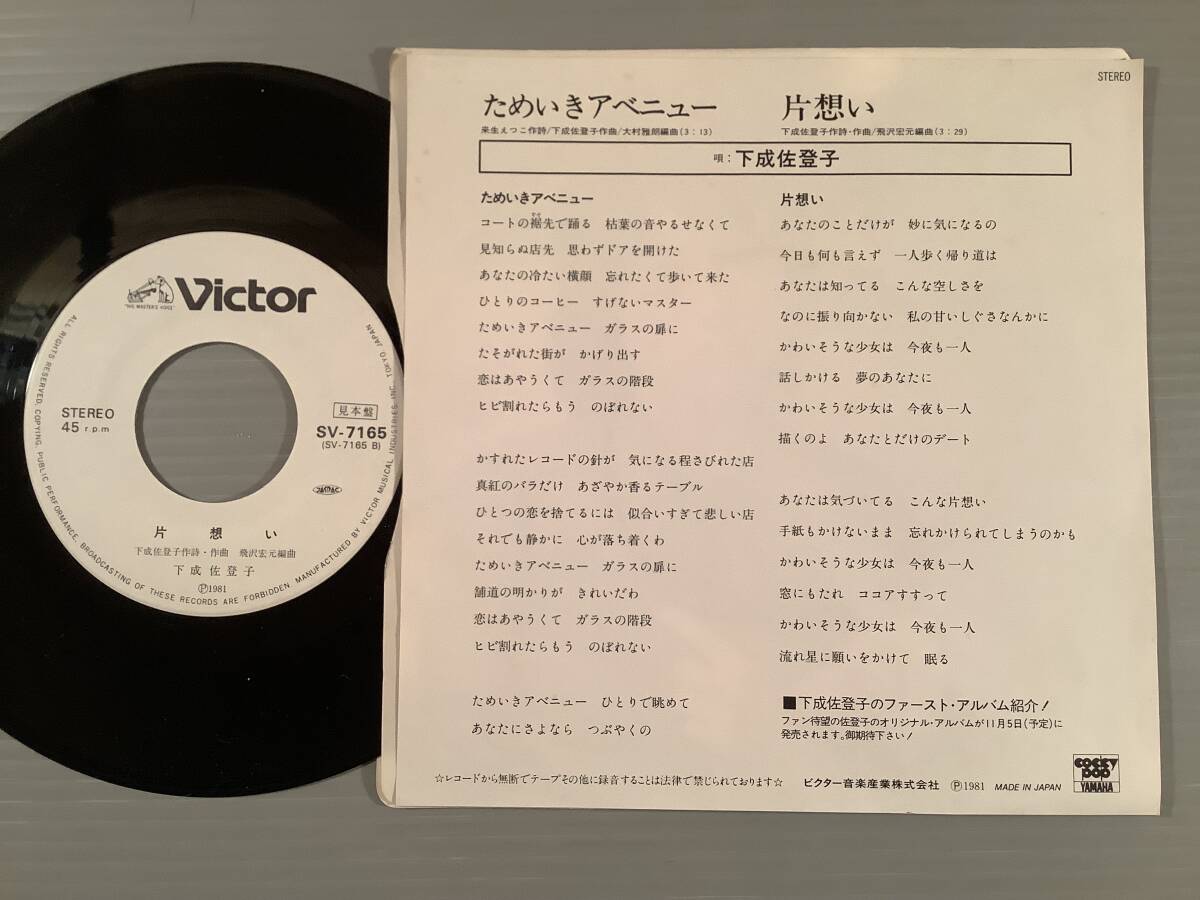 "HIS MASTER'S VOICE"
Victor
ALL RIGHTS RESERVED, COPYING, PUBLIC PERFORMANCE, BROADCASTING OF THESE RECORDS ARE FORBIDDEN. MANUFACTURED BY VICTOR MUSICAL INDUSTRIES INC., TOKYO JAPAN
STEREO
45 r.p.m
見本盤
SV-7165
(SV-7165 B)
JASRAC
片想い
下成佐登子作詩・作曲 飛沢宏元編曲
下成佐登子
Ⓟ1981
STEREO
ためいきアベニュー
来生えつこ作詩/下成佐登子作曲/大村雅朗編曲(3:13)
片想い
下成佐登子作詩・作曲/飛沢宏元編曲(3:29)
唄:下成佐登子
ためいきアベニュー
コートの裾先で踊る 枯葉の音やるせなくて
見知らぬ店先 思わずドアを開けた
あなたの冷たい横顔 忘れたくて歩いて来た
ひとりのコーヒー すげないマスター
ためいきアベニュー ガラスの扉に
たそがれた街が かげり出す
恋はあやうくて ガラスの階段
ヒビ割れたらもう のぼれない
かすれたレコードの針が 気になる程さびれた店
真紅のバラだけ あざやか香るテーブル
ひとつの恋を捨てるには 似合いすぎて悲しい店
それでも静かに 心が落ち着くわ
ためいきアベニュー ガラスの扉に
舗道の明かりが きれいだわ
恋はあやうくて ガラスの階段
ヒビ割れたらもう のぼれない
ためいきアベニュー ひとりで眺めて
あなたにさよなら つぶやくの
片想い
あなたのことだけが 妙に気になるの
今日も何も言えず 一人歩く帰り道は
あなたは知ってる こんな空しさを
なのに振り向かない 私の甘いしぐさなんかに
かわいそうな少女は 今夜も一人
話しかける 夢のあなたに
かわいそうな少女は 今夜も一人
描くのよ あなたとだけのデート
あなたは気づいてる こんな片想い
手紙もかけないまま 忘れかけられてしまうのかも
かわいそうな少女は 今夜も一人
窓にもたれ ココアすすって
かわいそうな少女は 今夜も一人
流れ星に願いをかけて 眠る
■下成佐登子のファースト・アルバム紹介!
ファン待望の佐登子のオリジナル・アルバムが11月5日(予定)に
発売されます。御期待下さい!
☆レコードから無断でテープその他に録音することは法律で禁じられております☆
ビクター音楽産業株式会社 Ⓟ1981 MADE IN JAPAN
cocky pop
YAMAHA